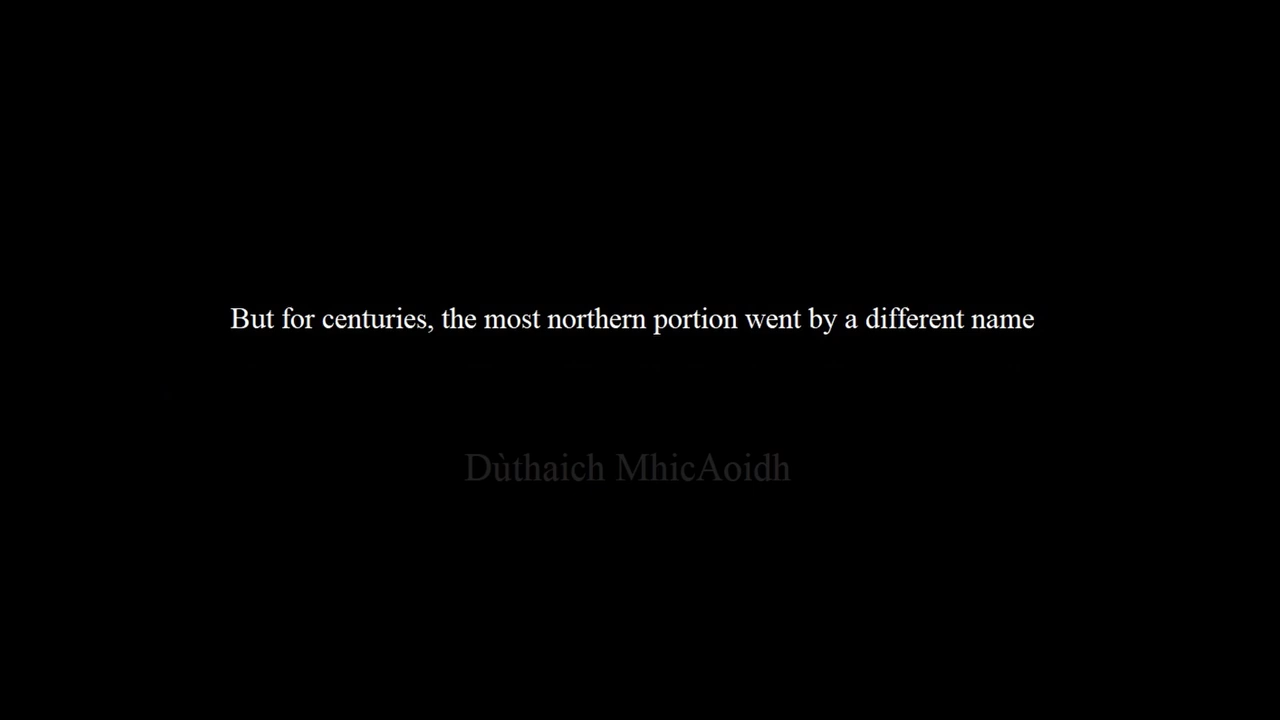 But for centuries, the most northern portion went by a different name
Dùthaich MhicAoidh